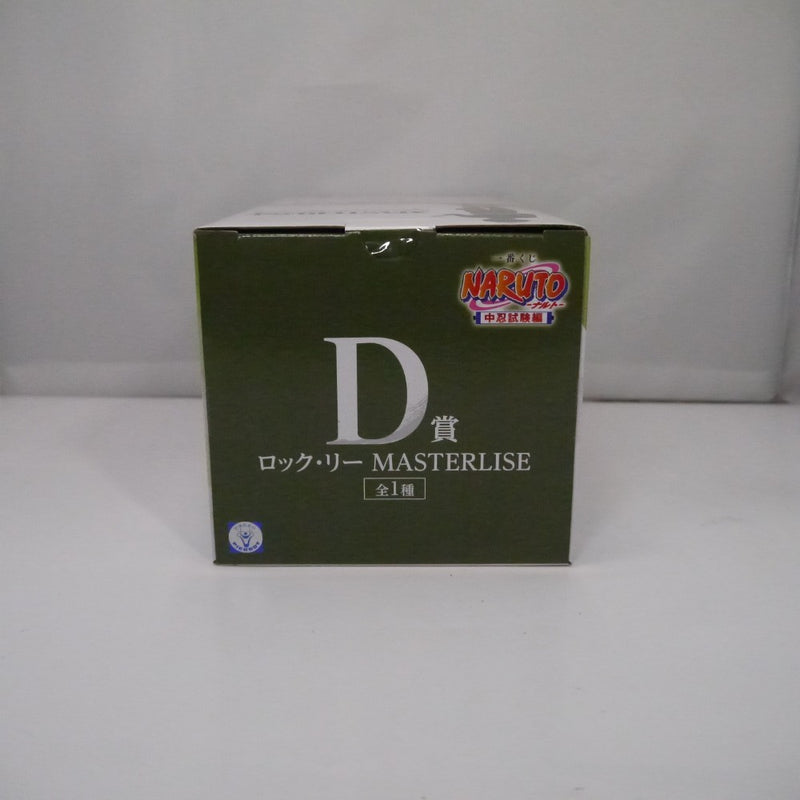 一番くじ
NARUTO
-ナルト-
中忍試験編
D賞
ロック・リー MASTERLISE
全1種